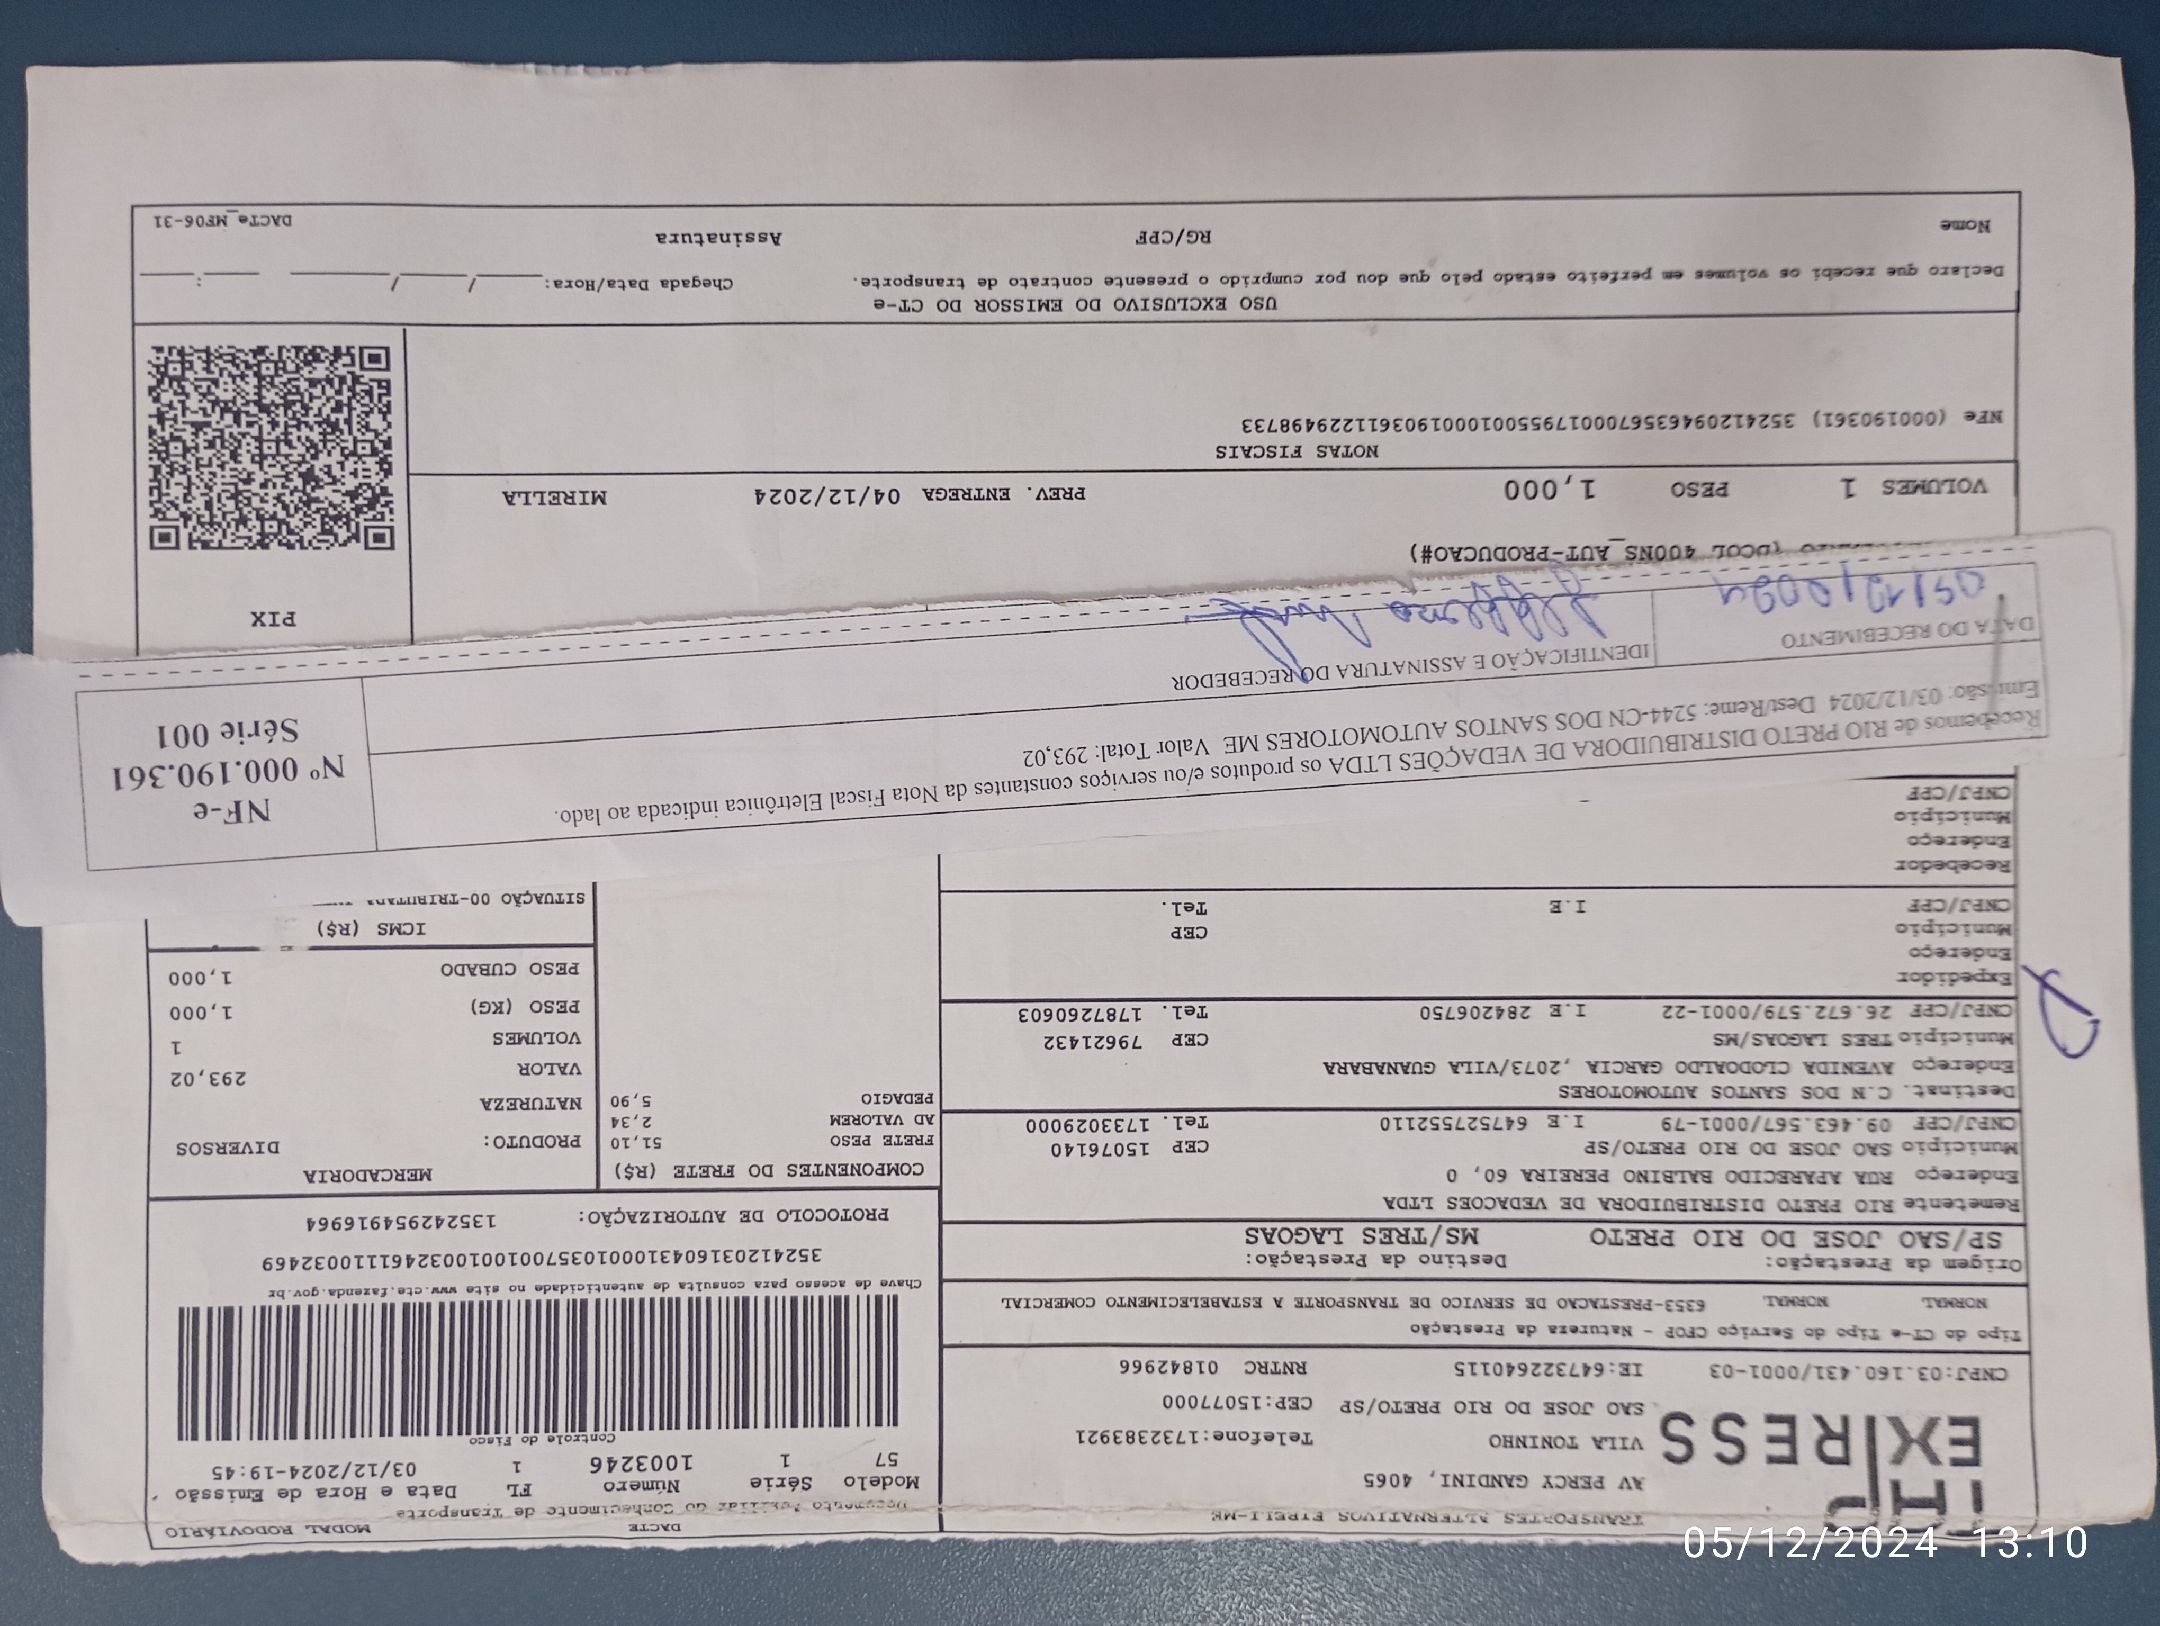 DACTE
MODAL RODOVIÁRIO
Documento Auxiliar do Conhecimento de Transporte
Modelo Série Número FL Data e Hora de Emissão
57 1 1003246 1 03/12/2024-19:45
Controle do Fisco
Chave de acesso para consulta de autenticidade no site www.cte.fazenda.gov.br
PROTOCOLO DE AUTORIZAÇÃO: 135242954916964
TRANSPORTES ALTERNATIVOS EIRELI-ME
EXPRESS
AV PERCY GANDINI, 4065
VILA TONINHO Telefone:1732383921
SAO JOSE DO RIO PRETO/SP CEP:15077000
CNPJ:03.160.431/0001-03 IE:647322640115 RNTRC 01842966
Tipo do CT-e Tipo do Serviço CFOP - Natureza da Prestação
NORMAL NORMAL 6353-PRESTACAO DE SERVICO DE TRANSPORTE A ESTABELECIMENTO COMERCIAL
Origem da Prestação: Destino da Prestação:
SP/SAO JOSE DO RIO PRETO MS/TRES LAGOAS
Remetente RIO PRETO DISTRIBUIDORA DE VEDACOES LTDA
Endereço RUA APARECIDO BALBINO PEREIRA 60, 0
Município SAO JOSE DO RIO PRETO/SP CEP 15076140
CNPJ/CPF 09.463.567/0001-79 I.E 647527552110 Tel. 1733029000
Destinat. C.N DOS SANTOS AUTOMOTORES
Endereço AVENIDA CLODOALDO GARCIA ,2073/VILA GUANABARA
Município TRES LAGOAS/MS CEP 79621432
CNPJ/CPF 26.672.579/0001-22 I.E 284206750 Tel. 1787260603
Expedidor
Endereço
Município CEP
CNPJ/CPF I.E Tel.
Recebedor
Endereço
Município
CNPJ/CPF
COMPONENTES DO FRETE (R$)
FRETE PESO 51,10
AD VALOREM 2,34
PEDAGIO 5,90
MERCADORIA
PRODUTO: DIVERSOS
NATUREZA
VALOR 293,02
VOLUMES 1
PESO (KG) 1,000
PESO CUBADO 1,000
ICMS (R$)
SITUAÇÃO 00-TRIBUTADA
Recebemos de RIO PRETO DISTRIBUIDORA DE VEDAÇÕES LTDA os produtos e/ou serviços constantes da Nota Fiscal Eletrônica indicada ao lado.
Emissão: 03/12/2024 Dest/Reme: 5244-CN DOS SANTOS AUTOMOTORES ME Valor Total: 293,02
NF-e
Nº 000.190.361
Série 001
DATA DO RECEBIMENTO
IDENTIFICAÇÃO E ASSINATURA DO RECEBEDOR
05/12/2024
(DCOL 400NS_AUT-PRODUCAO#)
PIX
VOLUMES 1 PESO 1,000 PREV. ENTREGA 04/12/2024 MIRELLA
NOTAS FISCAIS
NFe (000190361) 35241209463567000179550010001903611229498733
USO EXCLUSIVO DO EMISSOR DO CT-e
Declaro que recebi os volumes em perfeito estado pelo que dou por cumprido o presente contrato de transporte.
Chegada Data/Hora: / / :
Nome RG/CPF Assinatura
DACTe_MF06-31
05/12/2024 13:10